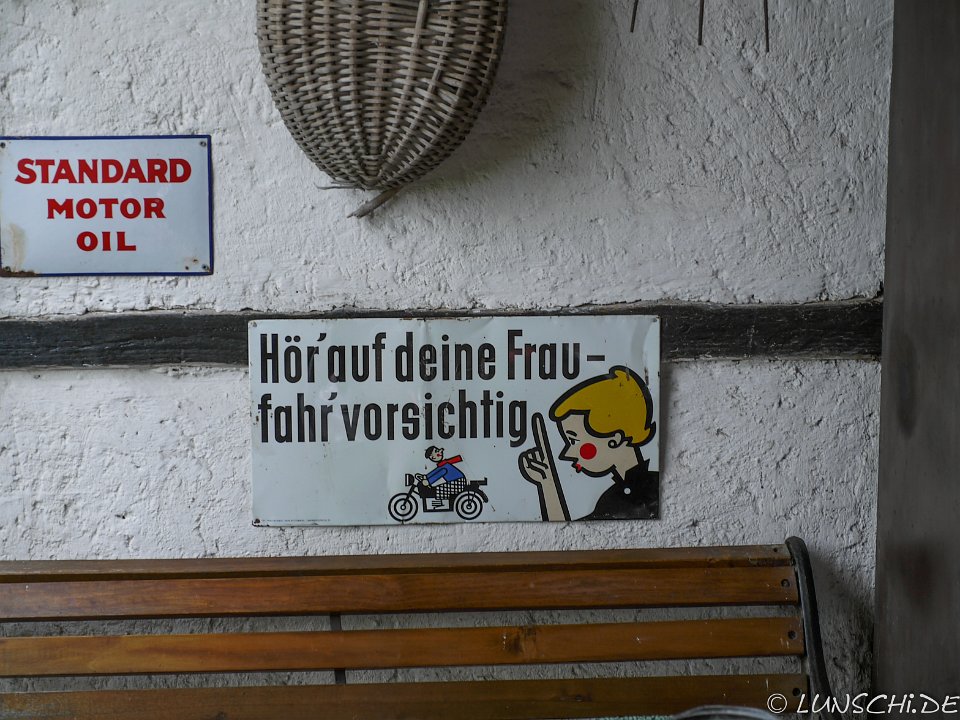 STANDARD
MOTOR
OIL
Hör' auf deine Frau –
fahr' vorsichtig
© LUNSCHi.DE